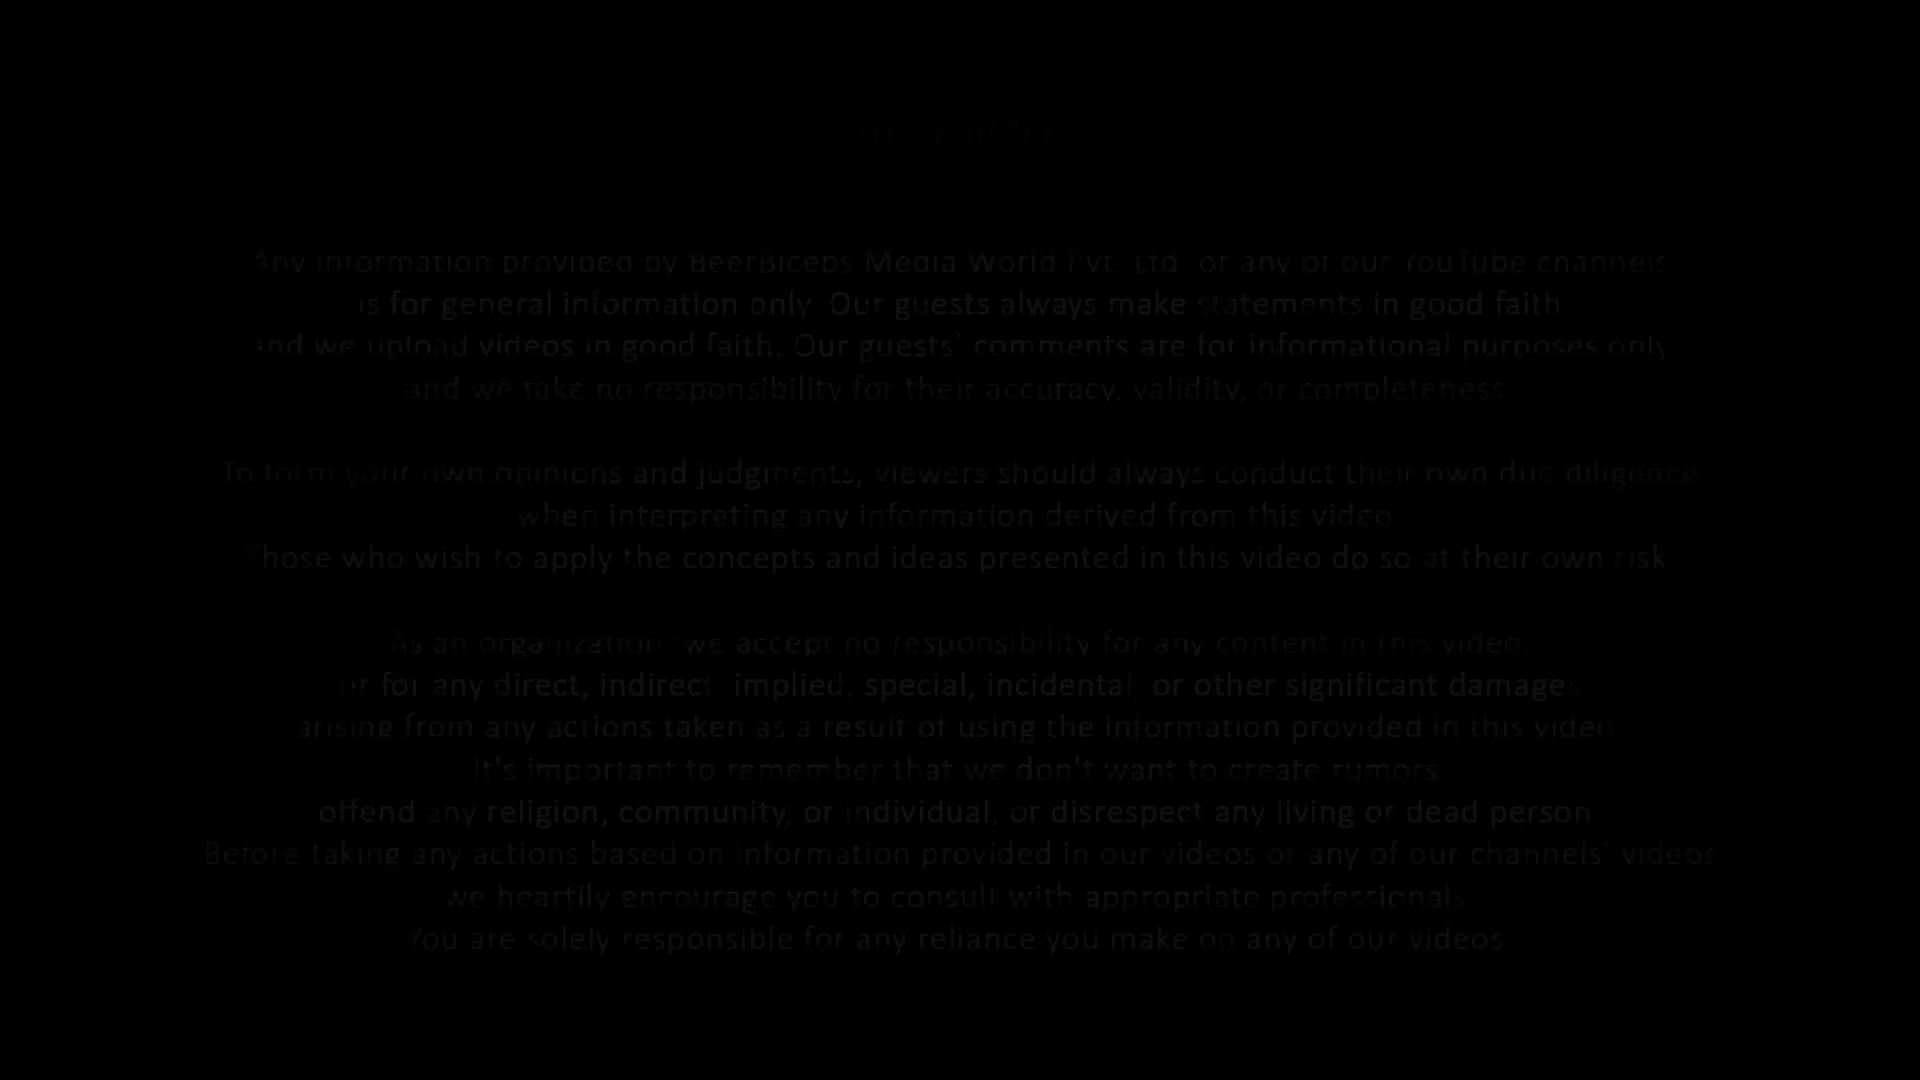 Any information provided by BeerBiceps Media World Pvt. Ltd. or any of our YouTube channels
is for general information only. Our guests always make statements in good faith
and we upload videos in good faith. Our guests' comments are for informational purposes only
and we take no responsibility for their accuracy, validity, or completeness
To form your own opinions and judgments, viewers should always conduct their own due diligence
when interpreting any information derived from this video
Those who wish to apply the concepts and ideas presented in this video do so at their own risk
As an organization, we accept no responsibility for any content in this video,
or for any direct, indirect, implied, special, incidental, or other significant damages
arising from any actions taken as a result of using the information provided in this video
It's important to remember that we don't want to create rumors
offend any religion, community, or individual, or disrespect any living or dead person.
Before taking any actions based on information provided in our videos or any of our channels' videos
we heartily encourage you to consult with appropriate professionals
You are solely responsible for any reliance you make on any of our videos